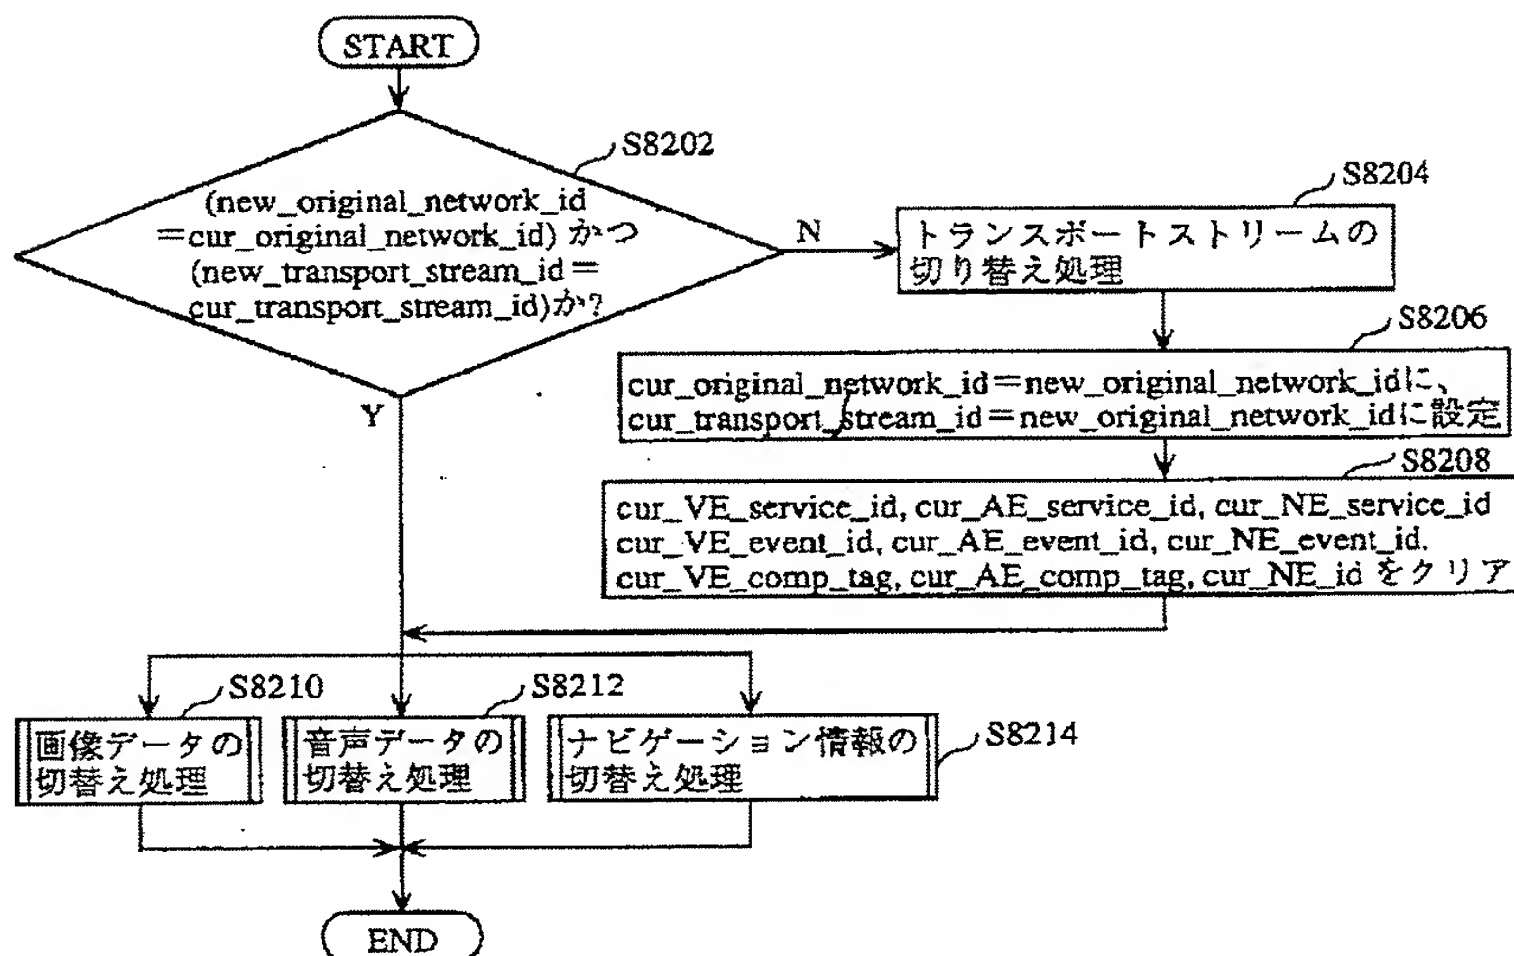 START
S8202
(new_original_network_id
=cur_original_network_id) かつ
(new_transport_stream_id=
cur_transport_stream_id)か?
N
Y
S8204
トランスポートストリームの
切り替え処理
S8206
cur_original_network_id=new_original_network_idに、
cur_transport_stream_id=new_original_network_idに設定
S8208
cur_VE_service_id, cur_AE_service_id, cur_NE_service_id
cur_VE_event_id, cur_AE_event_id, cur_NE_event_id.
cur_VE_comp_tag, cur_AE_comp_tag, cur_NE_id をクリア
S8210
画像データの
切替え処理
S8212
音声データの
切替え処理
S8214
ナビゲーション情報の
切替え処理
END